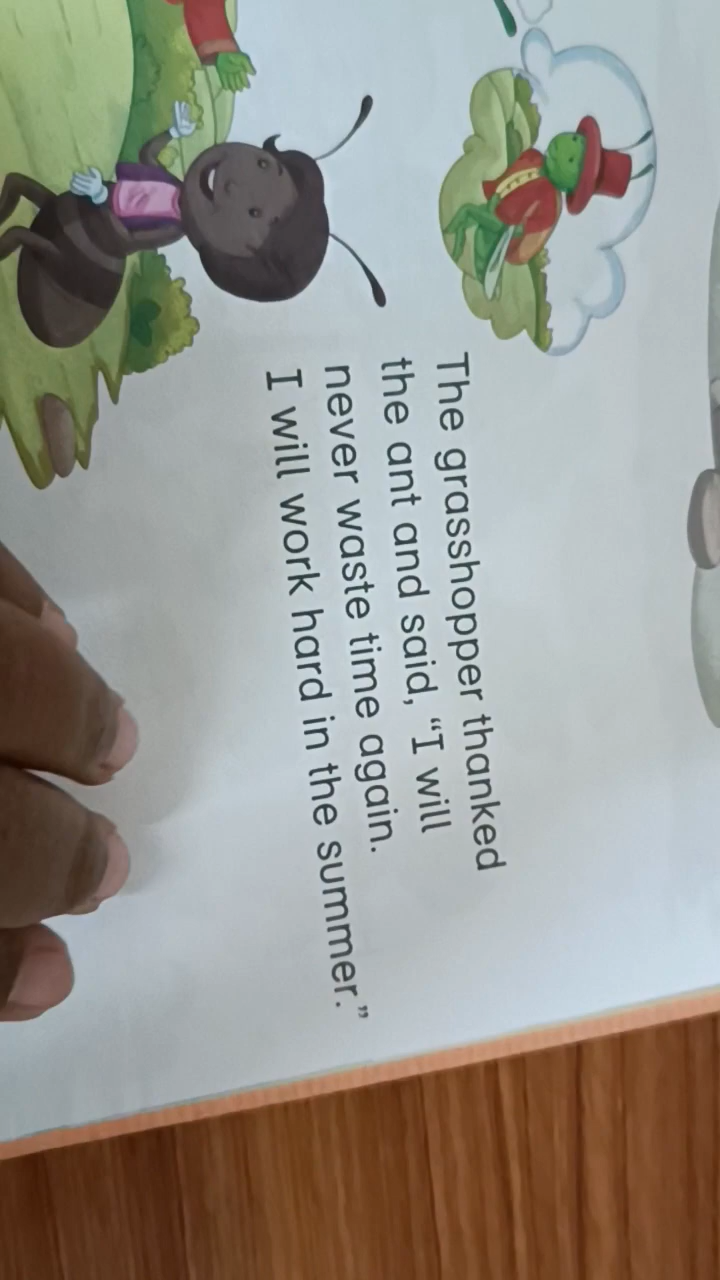 The grasshopper thanked
the ant and said, “I will
never waste time again.
I will work hard in the summer.”